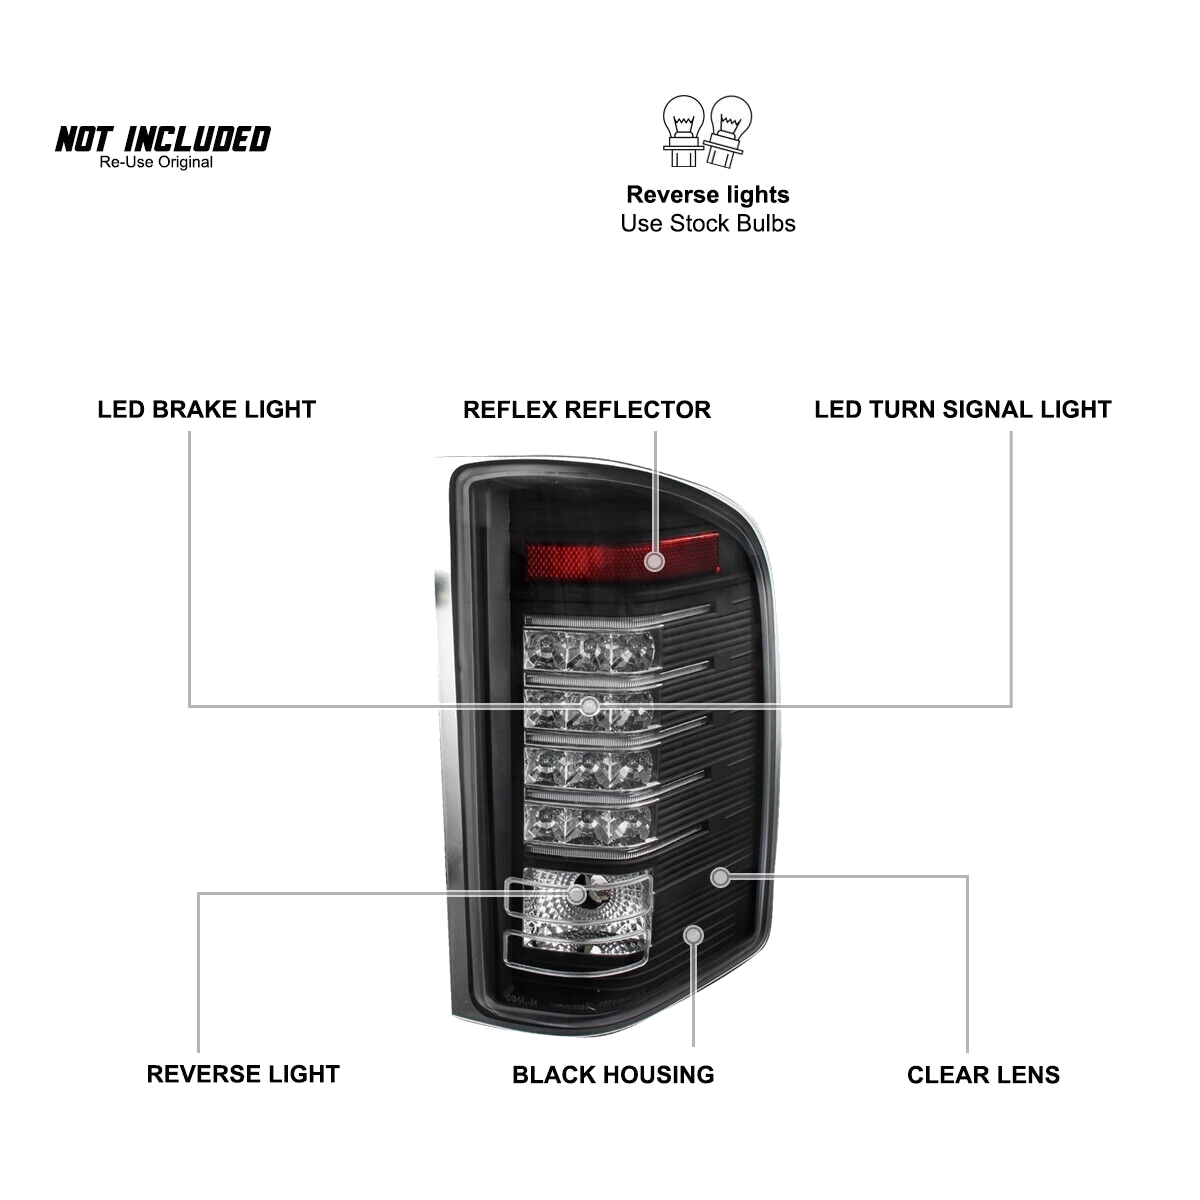 NOT INCLUDED
Re-Use Original
Reverse lights
Use Stock Bulbs
LED BRAKE LIGHT
REFLEX REFLECTOR
LED TURN SIGNAL LIGHT
REVERSE LIGHT
BLACK HOUSING
CLEAR LENS